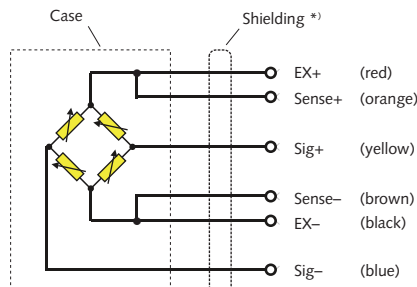 Case
Shielding *)
EX+ (red)
Sense+ (orange)
Sig+ (yellow)
Sense– (brown)
EX– (black)
Sig– (blue)